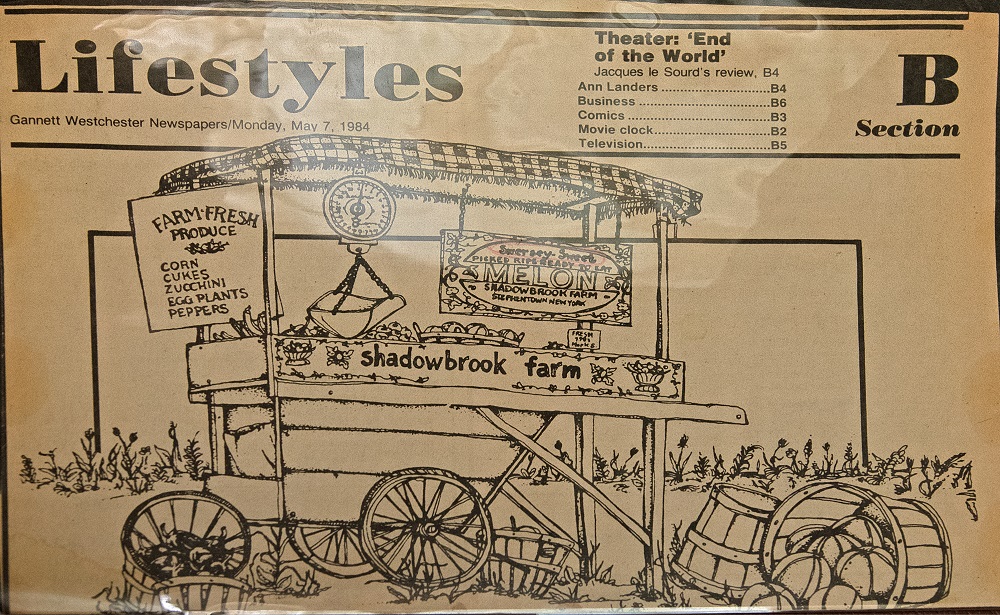 Lifestyles
Gannett Westchester Newspapers/Monday, May 7, 1984
Theater: ‘End
of the World’
Jacques le Sourd's review, B4
Ann Landers ........................B4
Business ..............................B6
Comics ................................B3
Movie clock..........................B2
Television.............................B5
B
Section
FARM-FRESH
PRODUCE
CORN
CUKES
ZUCCHINI
EGG PLANTS
PEPPERS
Sweet
PICKED RIPE READY TO EAT
MELON
SHADOWBROOK FARM
STEPHENTOWN NEW YORK
FRESH
shadowbrook farm